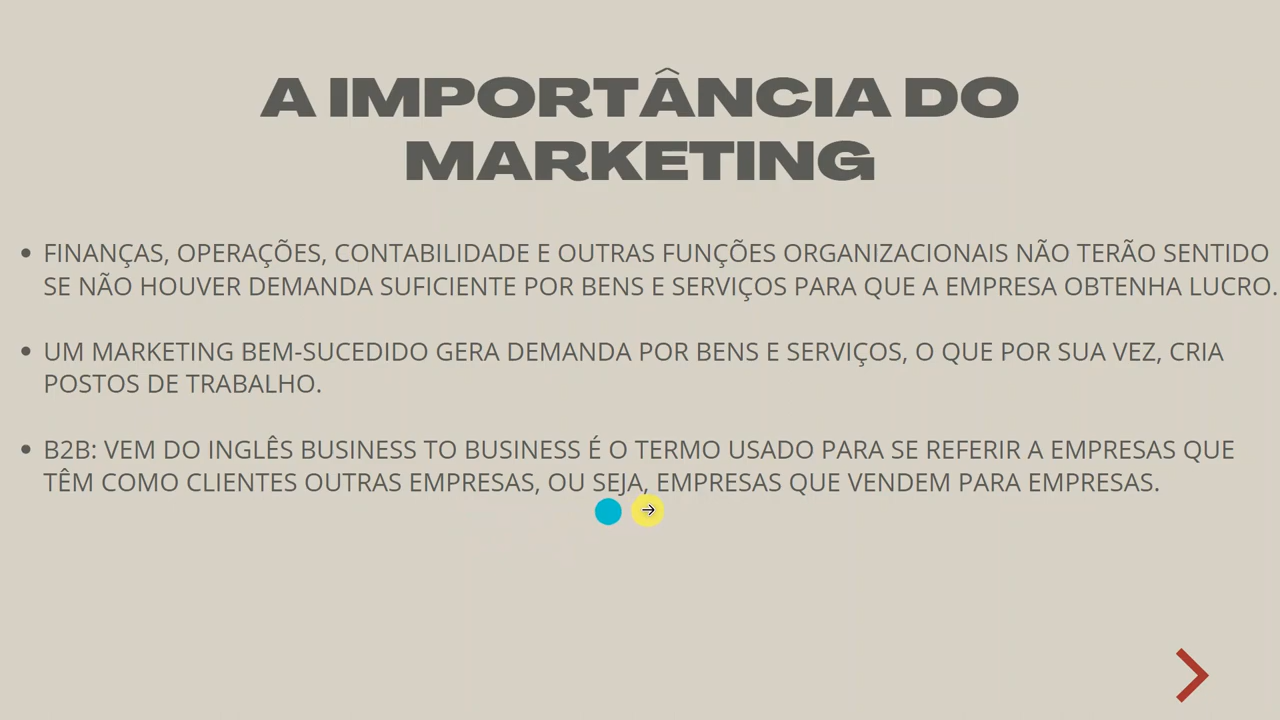 A IMPORTÂNCIA DO
MARKETING
• FINANÇAS, OPERAÇÕES, CONTABILIDADE E OUTRAS FUNÇÕES ORGANIZACIONAIS NÃO TERÃO SENTIDO
SE NÃO HOUVER DEMANDA SUFICIENTE POR BENS E SERVIÇOS PARA QUE A EMPRESA OBTENHA LUCRO.
• UM MARKETING BEM-SUCEDIDO GERA DEMANDA POR BENS E SERVIÇOS, O QUE POR SUA VEZ, CRIA
POSTOS DE TRABALHO.
• B2B: VEM DO INGLÊS BUSINESS TO BUSINESS É O TERMO USADO PARA SE REFERIR A EMPRESAS QUE
TÊM COMO CLIENTES OUTRAS EMPRESAS, OU SEJA, EMPRESAS QUE VENDEM PARA EMPRESAS.